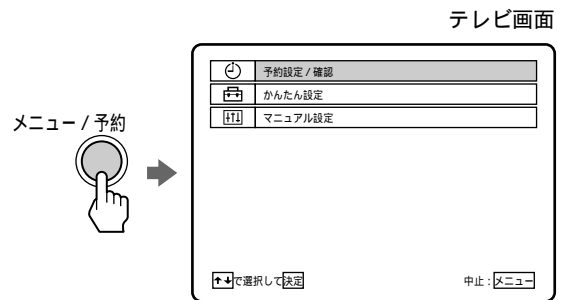 テレビ画面
メニュー / 予約
予約設定 / 確認
かんたん設定
マニュアル設定
↑↓で選択して決定
中止 : メニュー